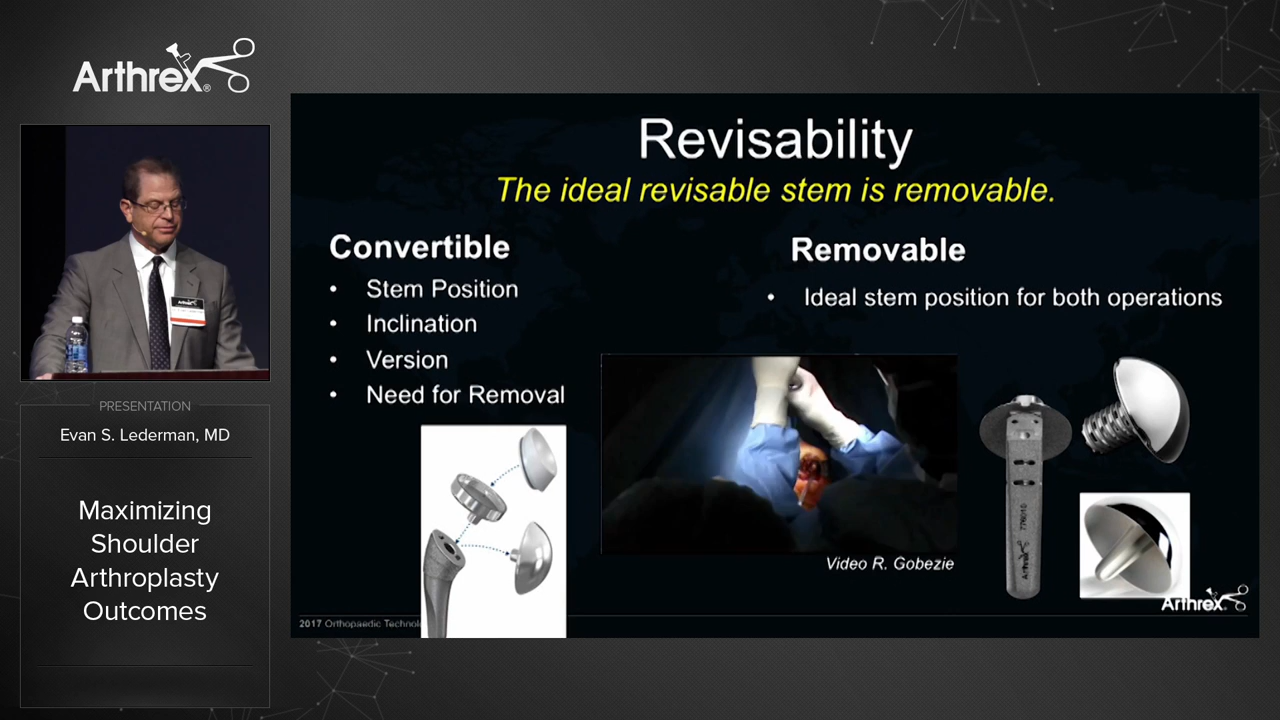 Arthrex®
PRESENTATION
Evan S. Lederman, MD
Maximizing
Shoulder
Arthroplasty
Outcomes
Revisability
The ideal revisable stem is removable.
Convertible
• Stem Position
• Inclination
• Version
• Need for Removal
Removable
• Ideal stem position for both operations
Video R. Gobezie
Arthrex
Arthrex
2017 Orthopaedic